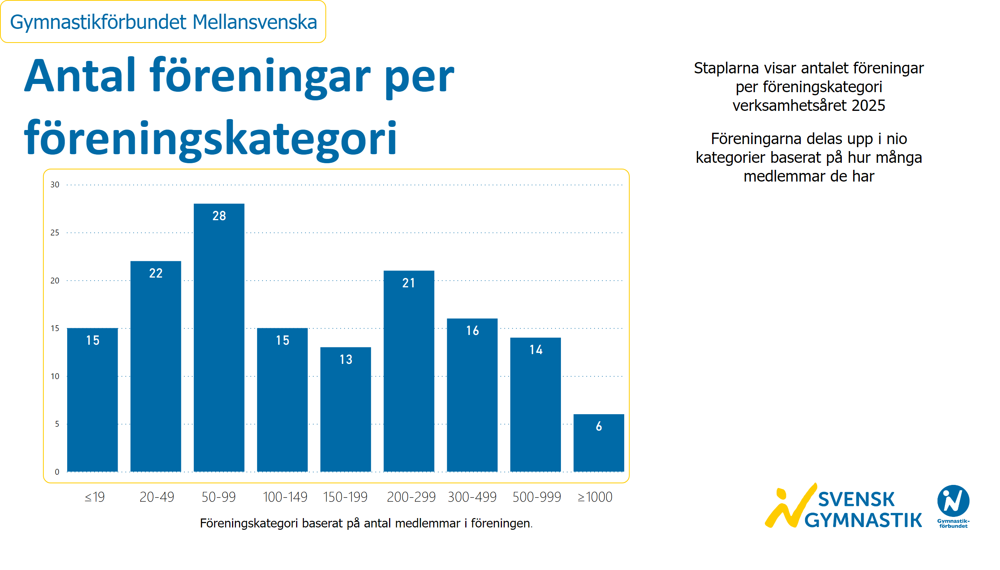 Gymnastikförbundet Mellansvenska
Antal föreningar per
föreningskategori
Staplarna visar antalet föreningar
per föreningskategori
verksamhetsåret 2025
Föreningarna delas upp i nio
kategorier baserat på hur många
medlemmar de har
30
25
20
15
10
5
0
15
22
28
15
13
21
16
14
6
≤19
20-49
50-99
100-149
150-199
200-299
300-499
500-999
≥1000
Föreningskategori baserat på antal medlemmar i föreningen.
SVENSK
GYMNASTIK
Gymnastik-
förbundet